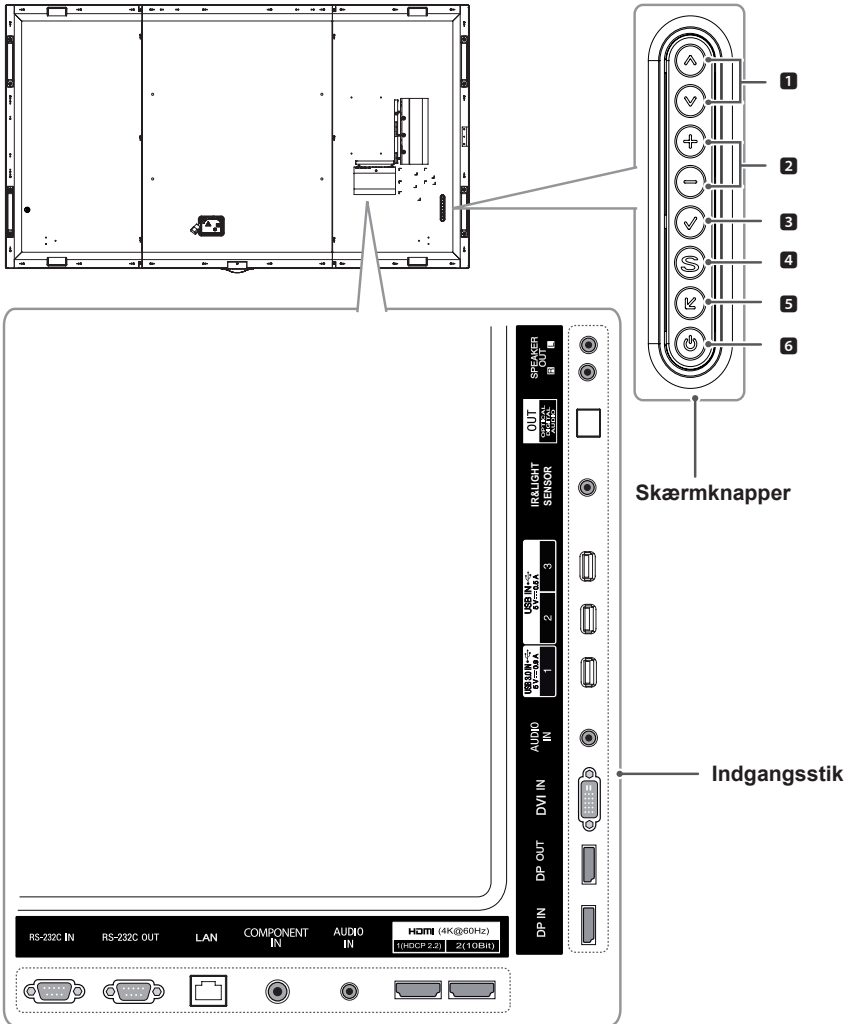 1
2
3
4
S
5
6
Skærmknapper
SPEAKER
OUT
R L
OUT
OPTICAL
DIGITAL
AUDIO
IR&LIGHT
SENSOR
USB IN
5 V 0.5 A
2 3
USB 3.0 IN
5 V 0.9 A
1
AUDIO
IN
DVI IN
DP OUT
DP IN
Indgangsstik
RS-232C IN
RS-232C OUT
LAN
COMPONENT
IN
AUDIO
IN
HDMI (4K@60Hz)
1(HDCP 2.2) 2(10Bit)